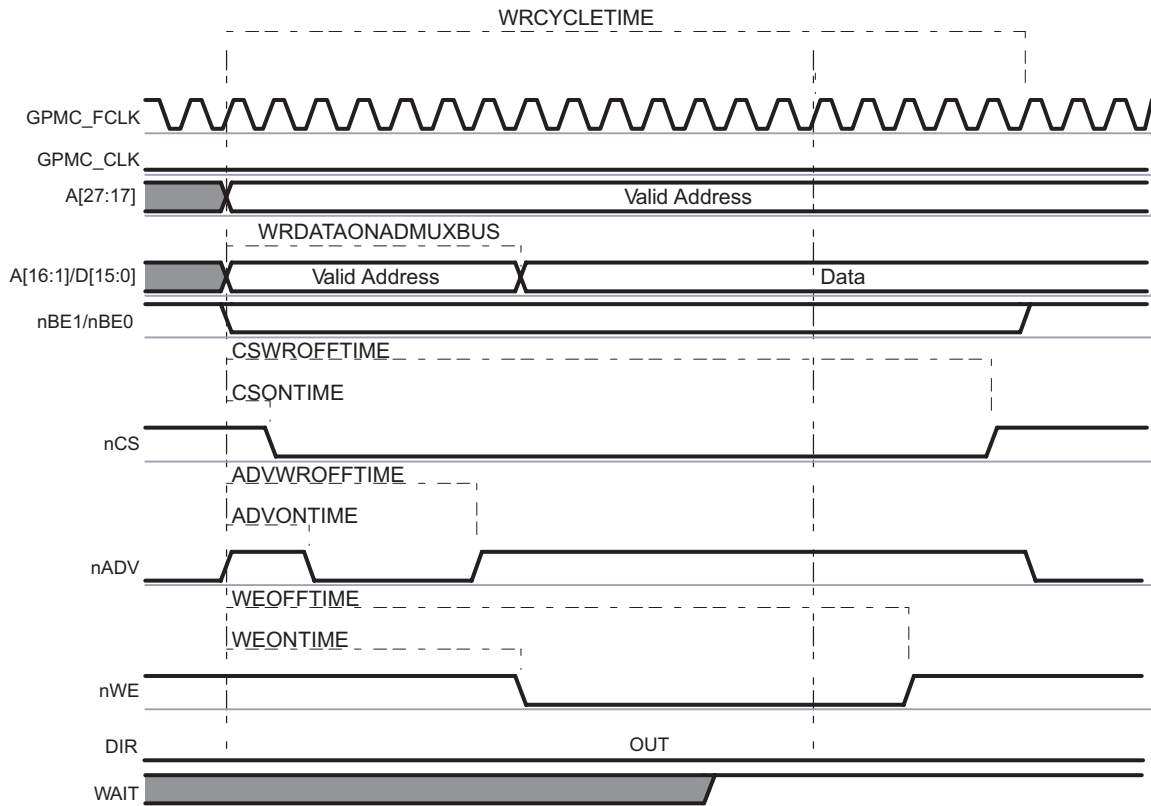 WRCYCLETIME
GPMC_FCLK
GPMC_CLK
A[27:17]
Valid Address
WRDATAONADMUXBUS
A[16:1]/D[15:0]
Valid Address
Data
nBE1/nBE0
CSWROFFTIME
CSONTIME
nCS
ADVWROFFTIME
ADVONTIME
nADV
WEOFFTIME
WEONTIME
nWE
DIR
OUT
WAIT